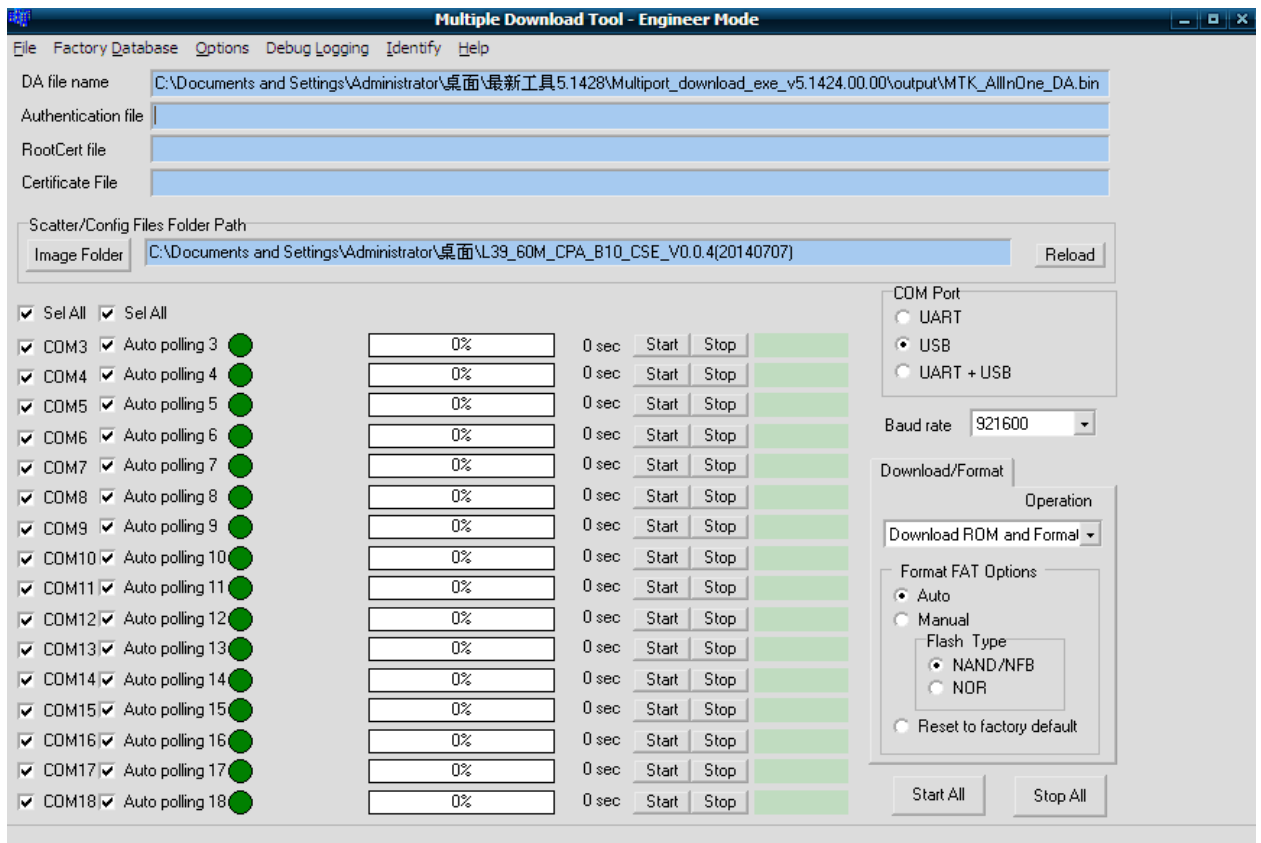 Multiple Download Tool - Engineer Mode
File Factory Database Options Debug Logging Identify Help
DA file name C:\Documents and Settings\Administrator\桌面\最新工具5.1428\Multiport_download_exe_v5.1424.00.00\output\MTK_AllInOne_DA.bin
Authentication file
RootCert file
Certificate File
Scatter/Config Files Folder Path
Image Folder C:\Documents and Settings\Administrator\桌面\L39_60M_CPA_B10_CSE_V0.0.4(20140707) Reload
Sel All Sel All
COM3 Auto polling 3 0% 0 sec Start Stop
COM4 Auto polling 4 0% 0 sec Start Stop
COM5 Auto polling 5 0% 0 sec Start Stop
COM6 Auto polling 6 0% 0 sec Start Stop
COM7 Auto polling 7 0% 0 sec Start Stop
COM8 Auto polling 8 0% 0 sec Start Stop
COM9 Auto polling 9 0% 0 sec Start Stop
COM10 Auto polling 10 0% 0 sec Start Stop
COM11 Auto polling 11 0% 0 sec Start Stop
COM12 Auto polling 12 0% 0 sec Start Stop
COM13 Auto polling 13 0% 0 sec Start Stop
COM14 Auto polling 14 0% 0 sec Start Stop
COM15 Auto polling 15 0% 0 sec Start Stop
COM16 Auto polling 16 0% 0 sec Start Stop
COM17 Auto polling 17 0% 0 sec Start Stop
COM18 Auto polling 18 0% 0 sec Start Stop
COM Port
UART
USB
UART + USB
Baud rate 921600
Download/Format
Operation
Download ROM and Format
Format FAT Options
Auto
Manual
Flash Type
NAND/NFB
NOR
Reset to factory default
Start All Stop All